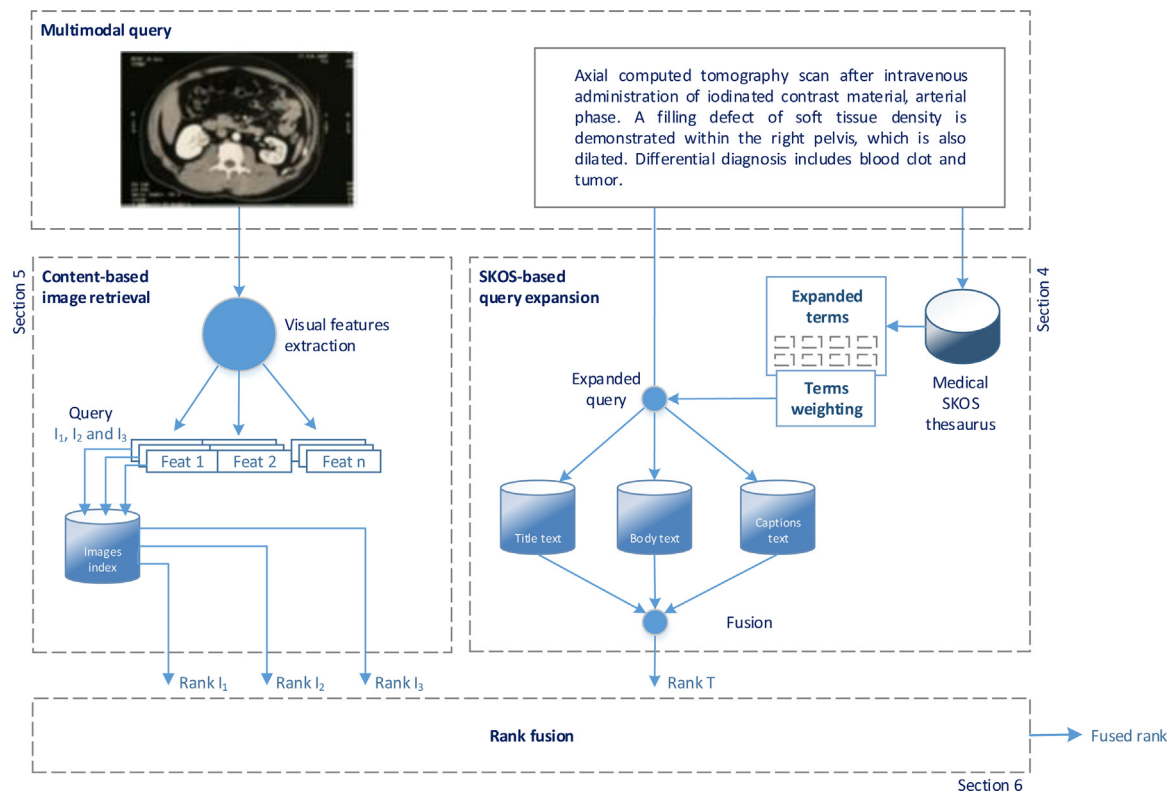 Multimodal query
Axial computed tomography scan after intravenous
administration of iodinated contrast material, arterial
phase. A filling defect of soft tissue density is
demonstrated within the right pelvis, which is also
dilated. Differential diagnosis includes blood clot and
tumor.
Section 5
Content-based
image retrieval
Visual features
extraction
Query
I₁, I₂ and I₃
Feat 1
Feat 2
Feat n
Images
index
Rank I₁
Rank I₂
Rank I₃
SKOS-based
query expansion
Section 4
Expanded
terms
Terms
weighting
Medical
SKOS
thesaurus
Expanded
query
Title text
Body text
Captions
text
Fusion
Rank T
Rank fusion
Fused rank
Section 6